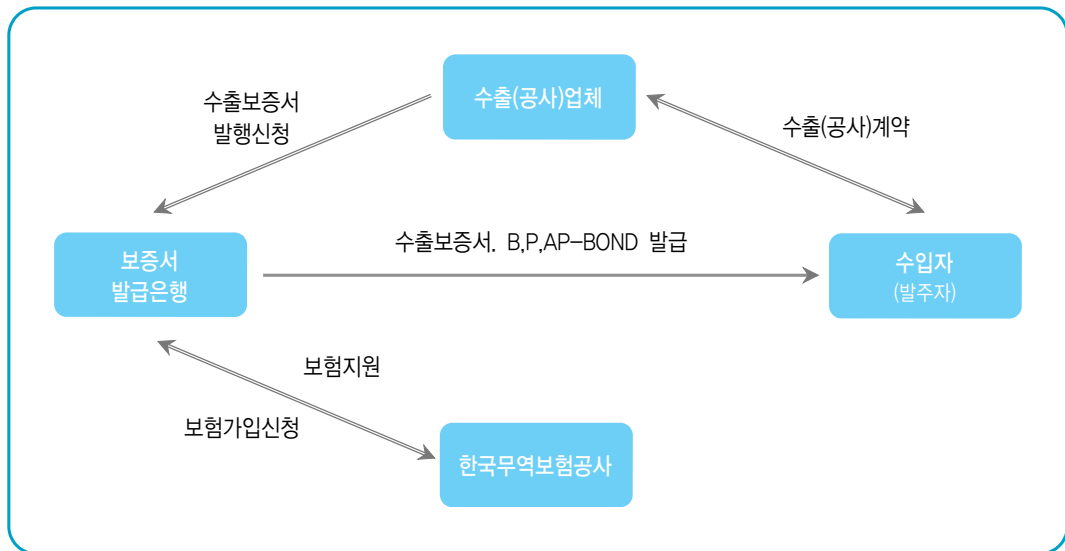 수출(공사)업체
수출보증서
발행신청
수출(공사)계약
수출보증서. B,P,AP-BOND 발급
보증서
발급은행
수입자
(발주자)
보험지원
보험가입신청
한국무역보험공사